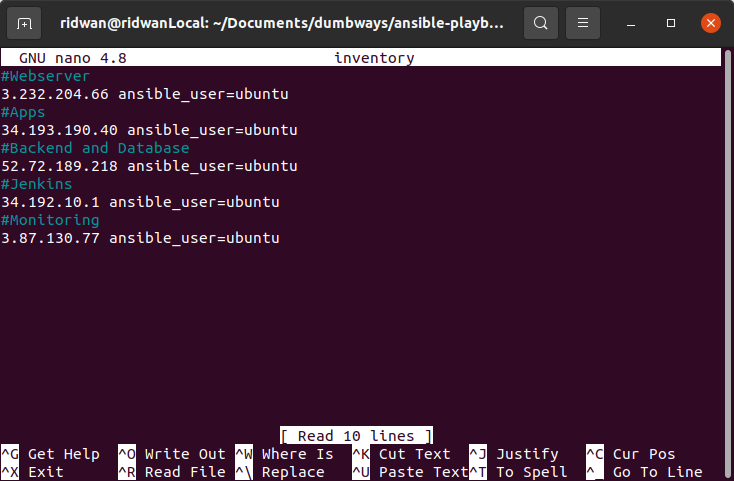 ridwan@ridwanLocal: ~/Documents/dumbways/ansible-playb...
GNU nano 4.8 inventory
#Webserver
3.232.204.66 ansible_user=ubuntu
#Apps
34.193.190.40 ansible_user=ubuntu
#Backend and Database
52.72.189.218 ansible_user=ubuntu
#Jenkins
34.192.10.1 ansible_user=ubuntu
#Monitoring
3.87.130.77 ansible_user=ubuntu
[ Read 10 lines ]
^G Get Help ^O Write Out ^W Where Is ^K Cut Text ^J Justify ^C Cur Pos
^X Exit ^R Read File ^\ Replace ^U Paste Text ^T To Spell ^_ Go To Line